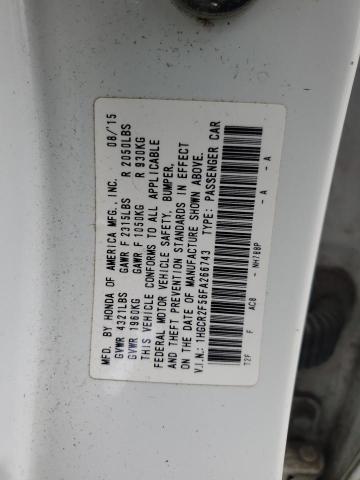 MFD. BY HONDA OF AMERICA MFG., INC. 08/15
GVWR 4321LBS GAWR F 2315LBS R 2050LBS
GVWR 1960KG GAWR F 1050KG R 930KG
THIS VEHICLE CONFORMS TO ALL APPLICABLE
FEDERAL MOTOR VEHICLE SAFETY, BUMPER,
AND THEFT PREVENTION STANDARDS IN EFFECT
ON THE DATE OF MANUFACTURE SHOWN ABOVE.
V.I.N.: 1HGCR2F56FA266743 TYPE: PASSENGER CAR
T2F F AC8 NH788P A - A